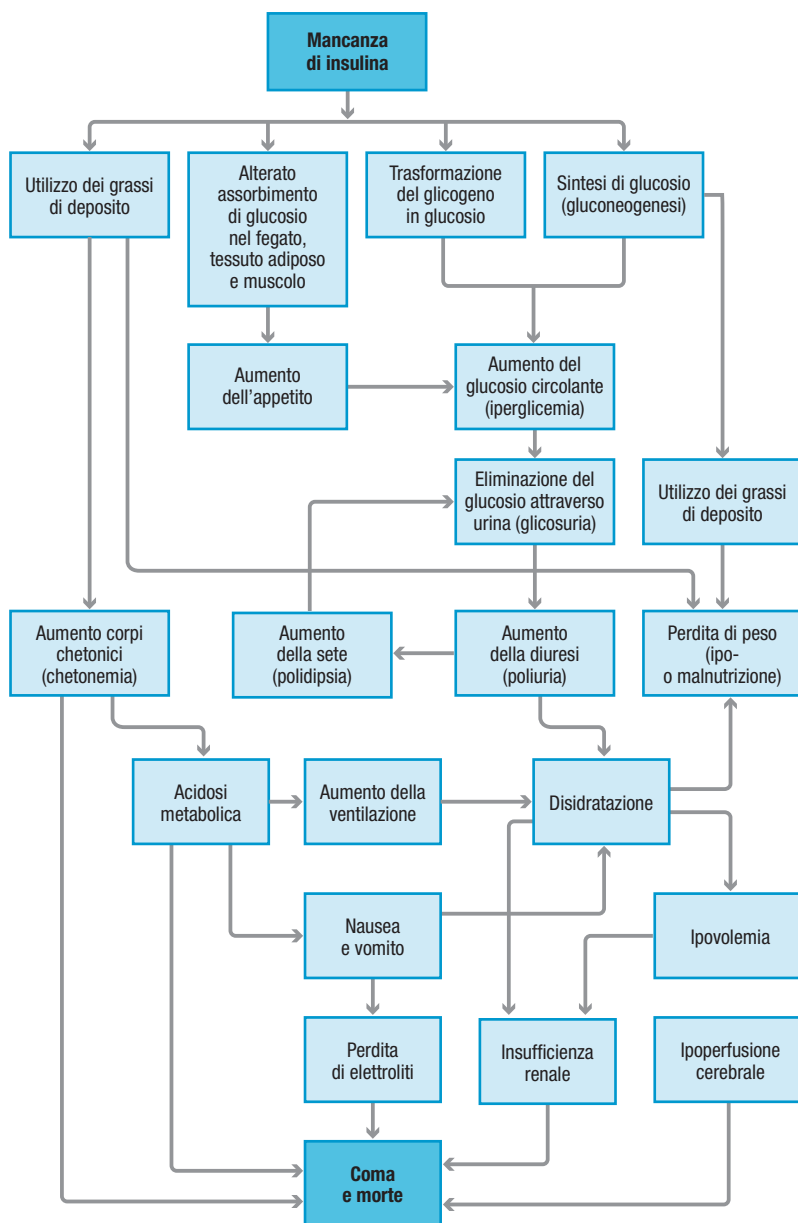 Mancanza
di insulina
Utilizzo dei grassi
di deposito
Alterato
assorbimento
di glucosio
nel fegato,
tessuto adiposo
e muscolo
Trasformazione
del glicogeno
in glucosio
Sintesi di glucosio
(gluconeogenesi)
Aumento
dell'appetito
Aumento del
glucosio circolante
(iperglicemia)
Eliminazione del
glucosio attraverso
urina (glicosuria)
Utilizzo dei grassi
di deposito
Aumento corpi
chetonici
(chetonemia)
Aumento
della sete
(polidipsia)
Aumento
della diuresi
(poliuria)
Perdita di peso
(ipo-
o malnutrizione)
Acidosi
metabolica
Aumento della
ventilazione
Disidratazione
Nausea
e vomito
Ipovolemia
Perdita
di elettroliti
Insufficienza
renale
Ipoperfusione
cerebrale
Coma
e morte